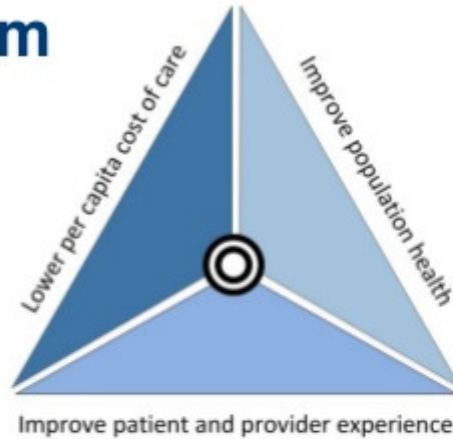 m
Lower per capita cost of care
Improve population health
Improve patient and provider experience